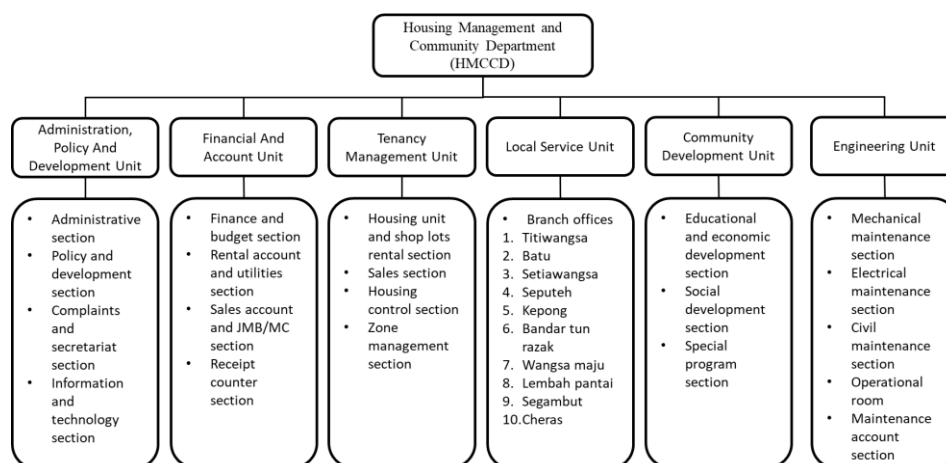 Housing Management and
Community Department
(HMCCD)
Administration,
Policy And
Development Unit
Financial And
Account Unit
Tenancy
Management Unit
Local Service Unit
Community
Development Unit
Engineering Unit
• Administrative
section
• Policy and
development
section
• Complaints and
secretariat
section
• Information
and
technology
section
• Finance and
budget section
• Rental account
and utilities
section
• Sales account
and JMB/MC
section
• Receipt
counter
section
• Housing unit
and shop lots
rental section
• Sales section
• Housing
control section
• Zone
management
section
• Branch offices
1. Titiwangsa
2. Batu
3. Setiawangsa
4. Seputeh
5. Kepong
6. Bandar tun
razak
7. Wangsa maju
8. Lembah pantai
9. Segambut
10.Cheras
• Educational
and economic
development
section
• Social
development
section
• Special
program
section
• Mechanical
maintenance
section
• Electrical
maintenance
section
• Civil
maintenance
section
• Operational
room
• Maintenance
account
section